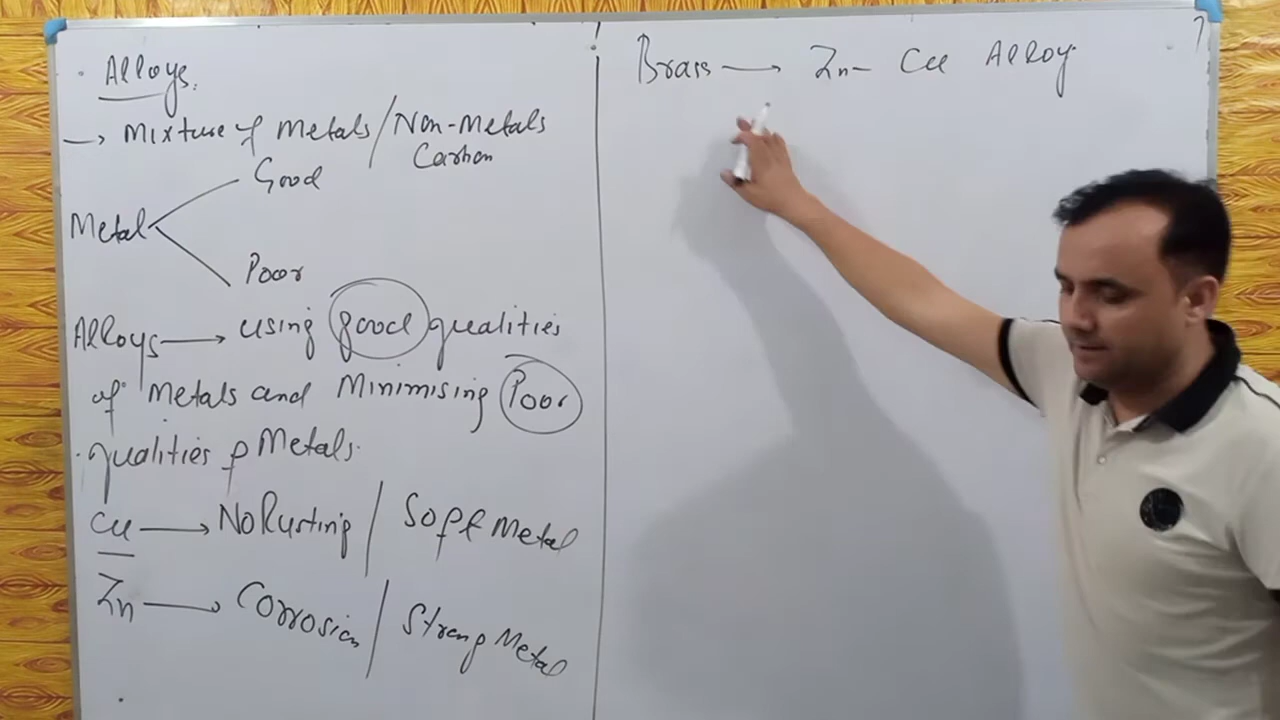 Alloys.
→ Mixture of Metals / Non-Metals
Carbon
Good
Metal
Poor
Alloys → using good qualities
of Metals and Minimising Poor
qualities of Metals.
Cu → No Rusting / Soft Metal
Zn → Corrosion / Strong Metal
Brass → Zn- Cu Alloy